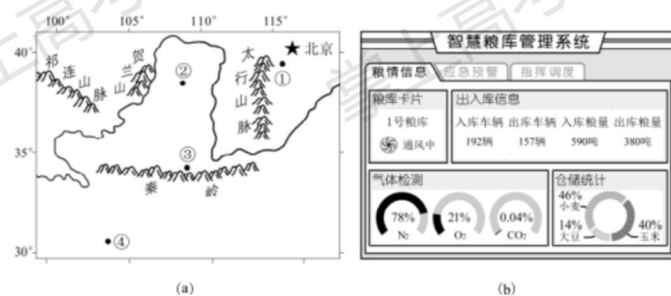 100° 105° 110° 115°
40°
35°
30°
祁连山脉
贺兰山
太行山脉
★北京
①
②
③
秦岭
④
(a)
智慧粮库管理系统
粮情信息 应急预警 指挥调度
粮库卡片
1号粮库
通风中
出入库信息
入库车辆 出库车辆 入库粮量 出库粮量
192辆 157辆 590吨 380吨
气体检测
78% 21% 0.04%
N₂ O₂ CO₂
仓储统计
46%
小麦
14%
大豆
40%
玉米
(b)